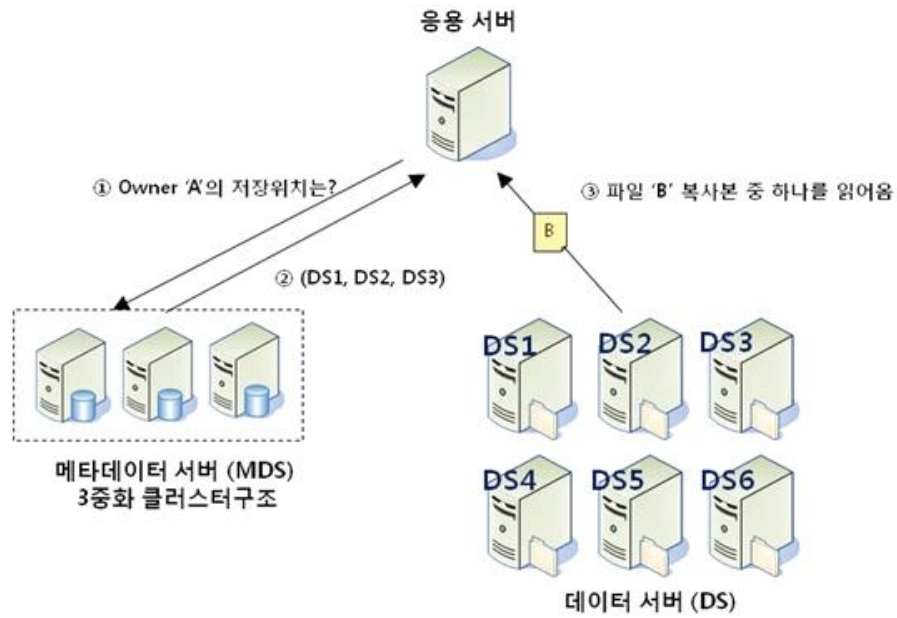 응용 서버
① Owner 'A'의 저장위치는?
③ 파일 'B' 복사본 중 하나를 읽어옴
B
② (DS1, DS2, DS3)
DS1 DS2 DS3
메타데이터 서버 (MDS)
3중화 클러스터구조
DS4 DS5 DS6
데이터 서버 (DS)